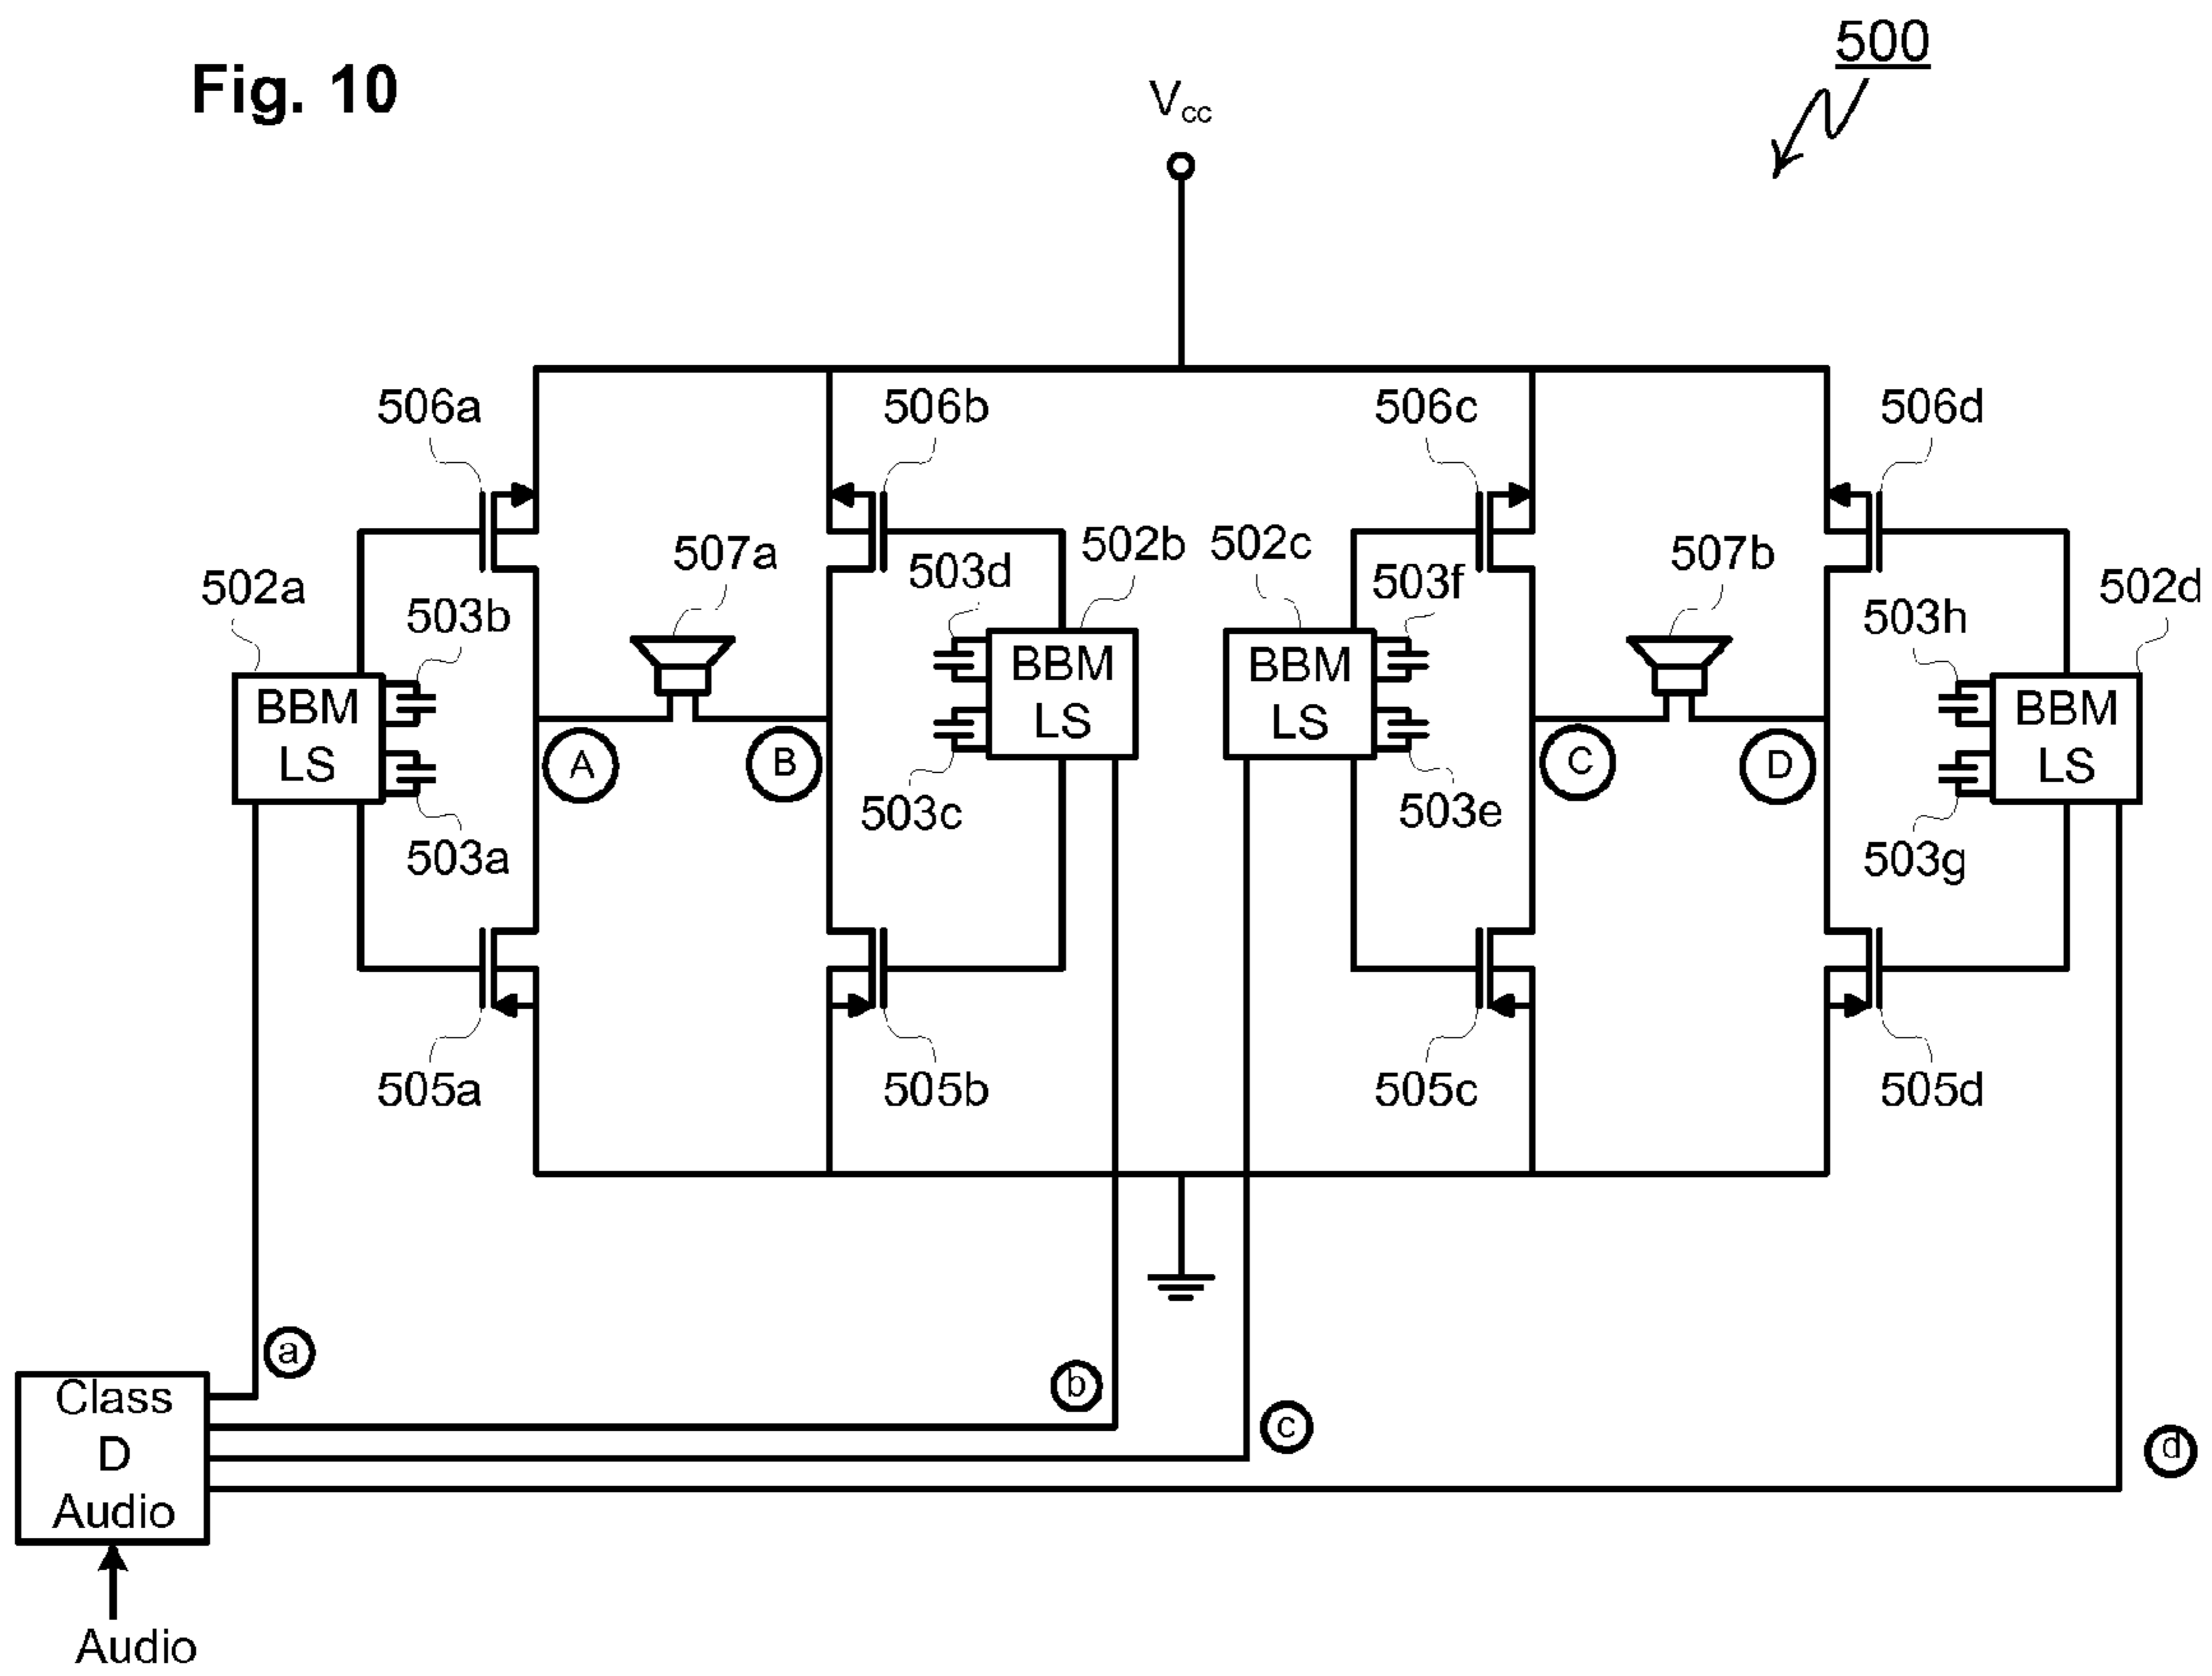 Fig. 10
500
Vcc
506a
506b
506c
506d
502a
503b
507a
503d
502b
502c
503f
507b
503h
502d
BBM
LS
BBM
LS
BBM
LS
BBM
LS
A
B
C
D
503a
503c
503e
503g
505a
505b
505c
505d
a
b
c
d
Class
D
Audio
Audio